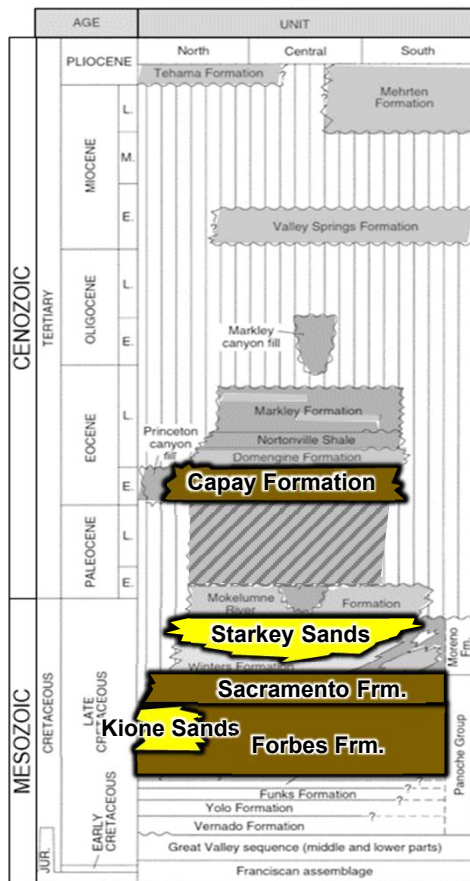 AGE
UNIT
North
Central
South
PLIOCENE
Tehama Formation
Mehrten
Formation
L.
M.
E.
MIOCENE
Valley Springs Formation
CENOZOIC
TERTIARY
OLIGOCENE
L.
E.
Markley
canyon fill
EOCENE
L.
E.
Markley Formation
Princeton
canyon
fill
Nortonville Shale
Domengine Formation
Capay Formation
PALEOCENE
L.
E.
Mokelumne
River
Formation
Starkey Sands
Moreno
Fm.
Winters Formation
MESOZOIC
CRETACEOUS
LATE
CRETACEOUS
Sacramento Frm.
Kione Sands
Forbes Frm.
Panoche Group
?
Funks Formation
?
Yolo Formation
?
Vernado Formation
EARLY
CRETACEOUS
JUR.
Great Valley sequence (middle and lower parts)
Franciscan assemblage